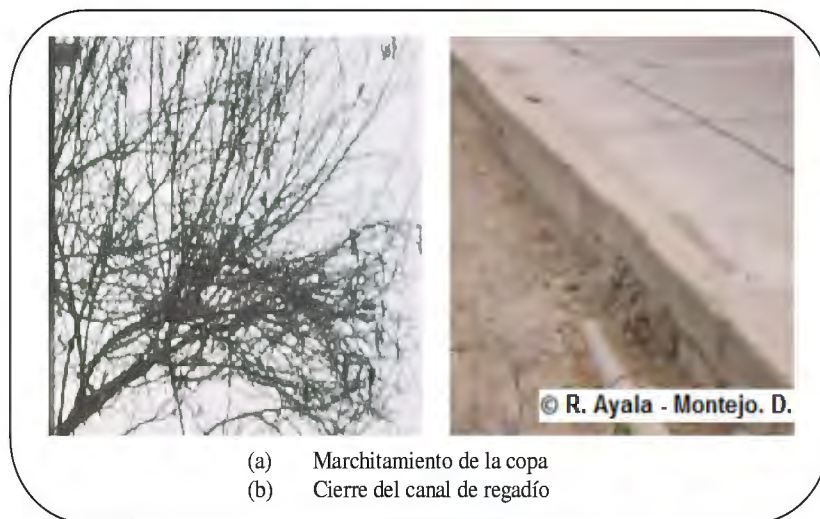 © R. Ayala - Montejo. D.
(a) Marchitamiento de la copa
(b) Cierre del canal de regadío